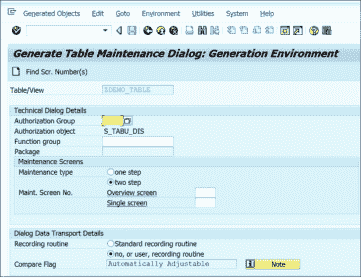 Generated Objects Edit Goto Environment Utilities System Help
Generate Table Maintenance Dialog: Generation Environment
Find Scr. Number(s)
Table/View ZDEMO_TABLE
Technical Dialog Details
Authorization Group
Authorization object S_TABU_DIS
Function group
Package
Maintenance Screens
Maintenance type one step
two step
Maint. Screen No. Overview screen
Single screen
Dialog Data Transport Details
Recording routine Standard recording routine
no, or user, recording routine
Compare Flag Automatically Adjustable Note